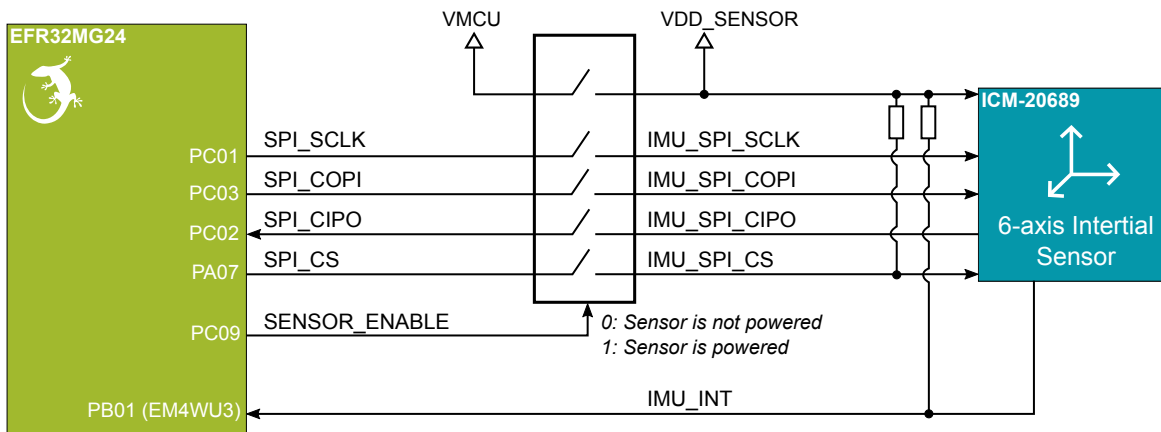 VMCU
VDD_SENSOR
EFR32MG24
ICM-20689
PC01
SPI_SCLK
IMU_SPI_SCLK
PC03
SPI_COPI
IMU_SPI_COPI
PC02
SPI_CIPO
IMU_SPI_CIPO
6-axis Intertial
Sensor
PA07
SPI_CS
IMU_SPI_CS
PC09
SENSOR_ENABLE
0: Sensor is not powered
1: Sensor is powered
PB01 (EM4WU3)
IMU_INT